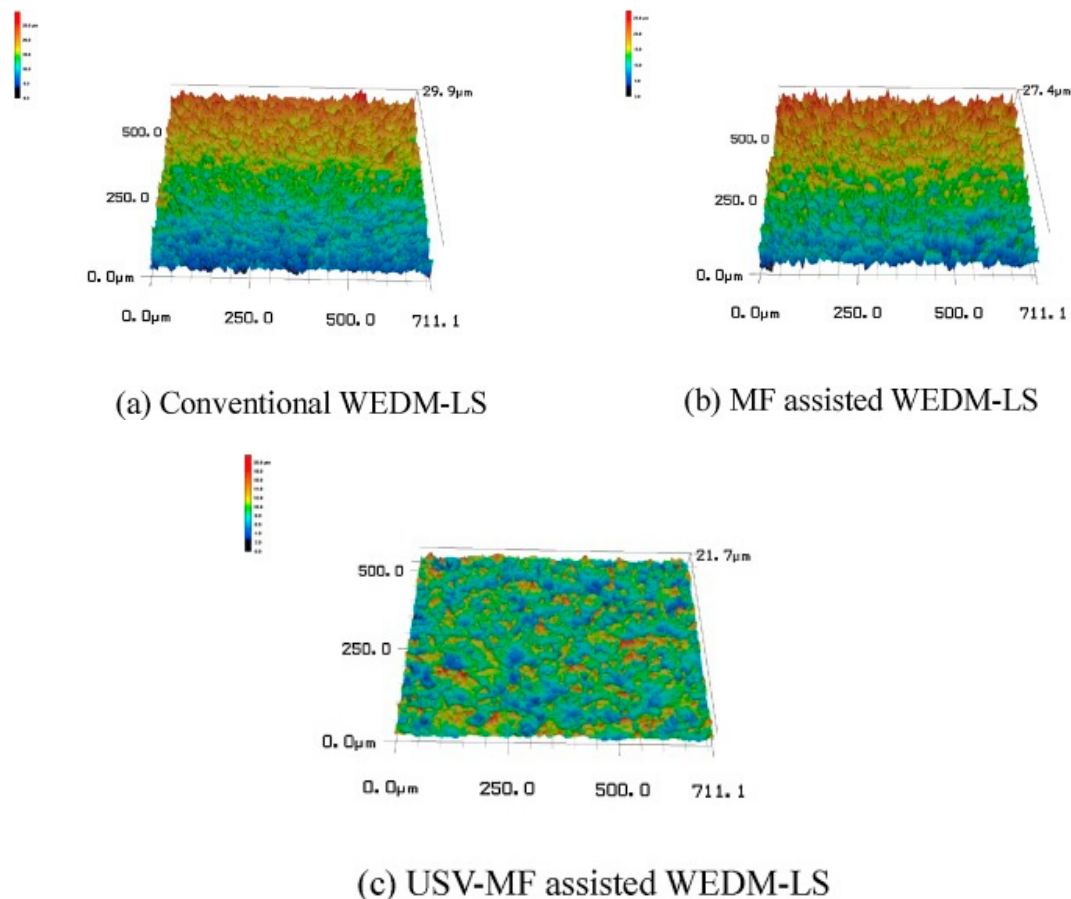 29.9μm
500.0
250.0
0.0μm
0.0μm 250.0 500.0 711.1
(a) Conventional WEDM-LS
27.4μm
500.0
250.0
0.0μm
0.0μm 250.0 500.0 711.1
(b) MF assisted WEDM-LS
21.7μm
500.0
250.0
0.0μm
0.0μm 250.0 500.0 711.1
(c) USV-MF assisted WEDM-LS